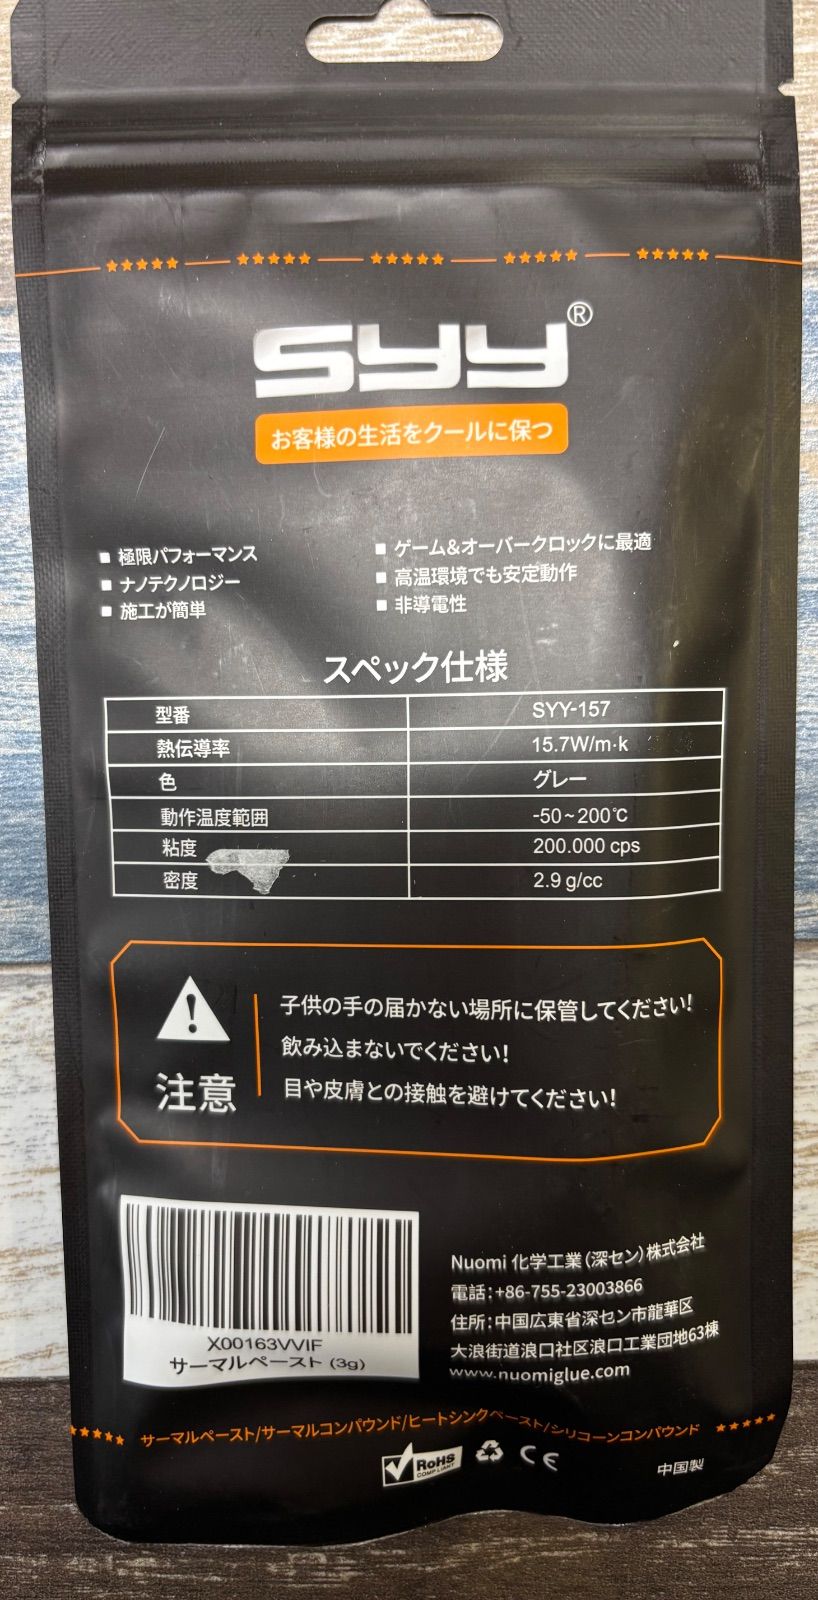 SYY®
お客様の生活をクールに保つ
■ 極限パフォーマンス
■ ナノテクノロジー
■ 施工が簡単
■ ゲーム&オーバークロックに最適
■ 高温環境でも安定動作
■ 非導電性
スペック仕様
型番 SYY-157
熱伝導率 15.7W/m·k
色 グレー
動作温度範囲 -50~200℃
粘度 200.000 cps
密度 2.9 g/cc
注意
子供の手の届かない場所に保管してください!
飲み込まないでください!
目や皮膚との接触を避けてください!
X00163VVIF
サーマルペースト (3g)
Nuomi 化学工業(深セン)株式会社
電話:+86-755-23003866
住所:中国広東省深セン市龍華区
大浪街道浪口社区浪口工業団地63棟
www.nuomiglue.com
サーマルペースト/サーマルコンパウンド/ヒートシンクペースト/シリコーンコンパウンド
RoHS
COMPLIANT
CE
中国製